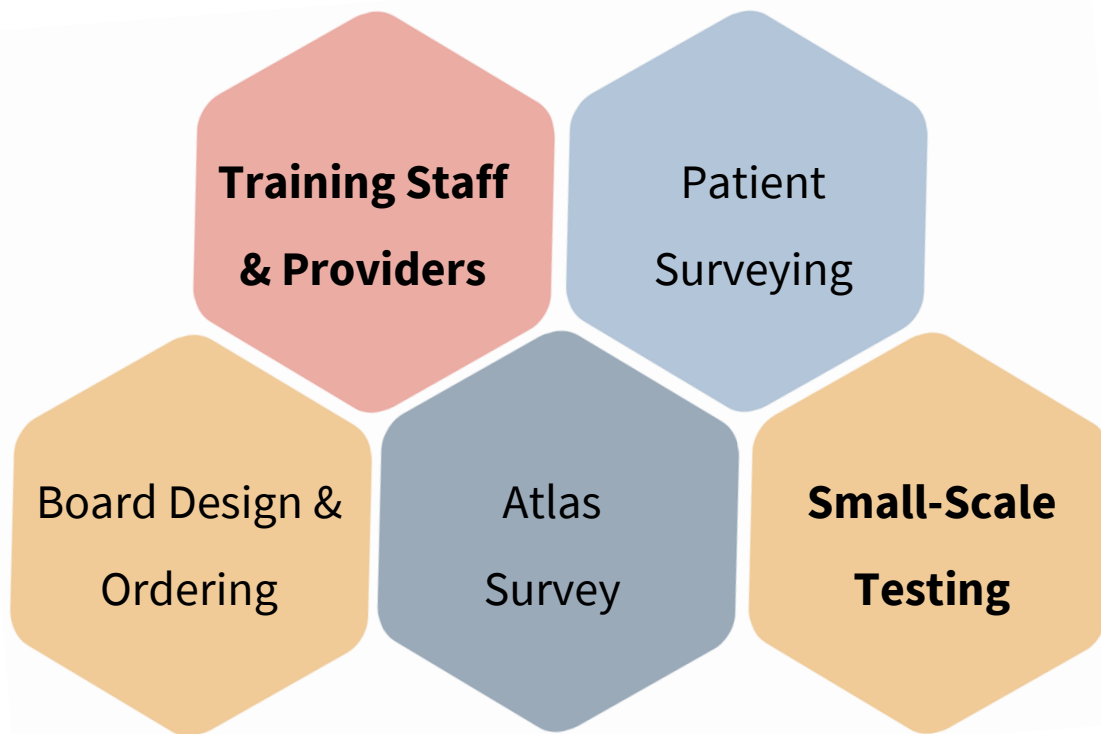 Training Staff
& Providers
Patient
Surveying
Board Design &
Ordering
Atlas
Survey
Small-Scale
Testing